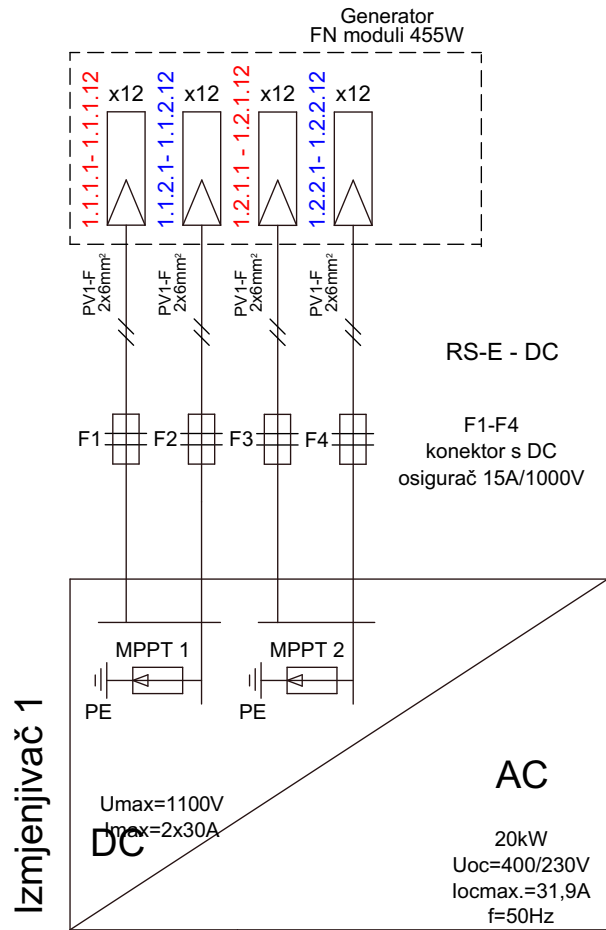 Generator
FN moduli 455W
x12
x12
x12
x12
1.1.1.1- 1.1.1.12
1.1.2.1- 1.1.2.12
1.2.1.1 - 1.2.1.12
1.2.2.1- 1.2.2.12
PV1-F
2x6mm²
PV1-F
2x6mm²
PV1-F
2x6mm²
PV1-F
2x6mm²
RS-E - DC
F1
F2
F3
F4
F1-F4
konektor s DC
osigurač 15A/1000V
MPPT 1
MPPT 2
PE
PE
Izmjenjivač 1
Umax=1100V
Imax=2x30A
DC
AC
20kW
Uoc=400/230V
Iocmax.=31,9A
f=50Hz